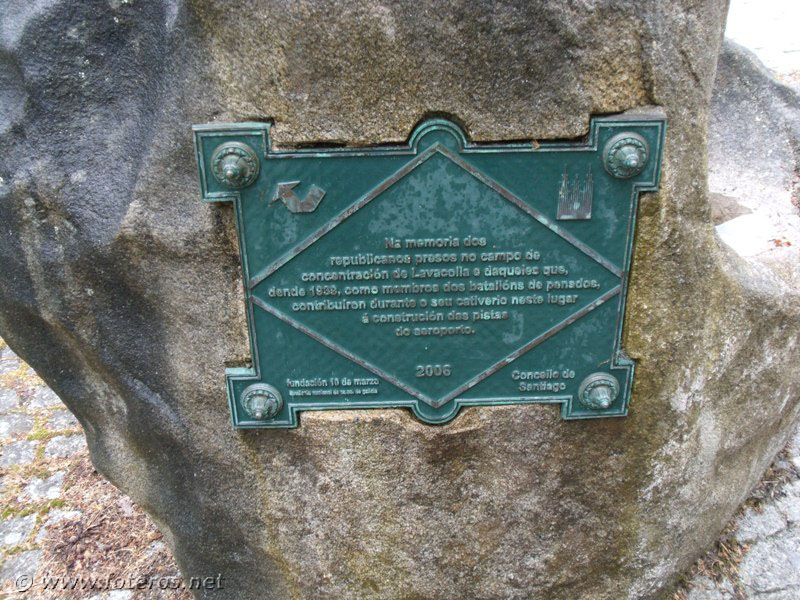 Na memoria dos
republicanos presos no campo de
concentración de Lavacolla e daqueles que,
dende 1938, como membros dos batallóns de penados,
contribuíron durante o seu cativerio neste lugar
á construción das pistas
do aeroporto.
2006
fundación 10 de marzo
Concello de
Santiago
© www.foteros.net